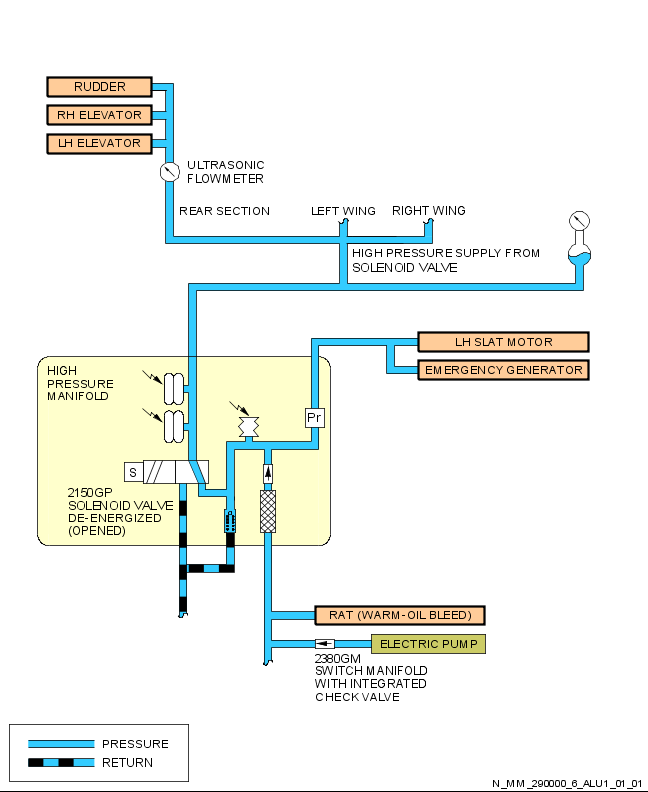 RUDDER
RH ELEVATOR
LH ELEVATOR
ULTRASONIC
FLOWMETER
REAR SECTION
LEFT WING
RIGHT WING
HIGH PRESSURE SUPPLY FROM
SOLENOID VALVE
LH SLAT MOTOR
EMERGENCY GENERATOR
HIGH
PRESSURE
MANIFOLD
Pr
S
2150GP
SOLENOID VALVE
DE-ENERGIZED
(OPENED)
RAT (WARM-OIL BLEED)
ELECTRIC PUMP
2380GM
SWITCH MANIFOLD
WITH INTEGRATED
CHECK VALVE
PRESSURE
RETURN
N_MM_290000_6_ALU1_01_01